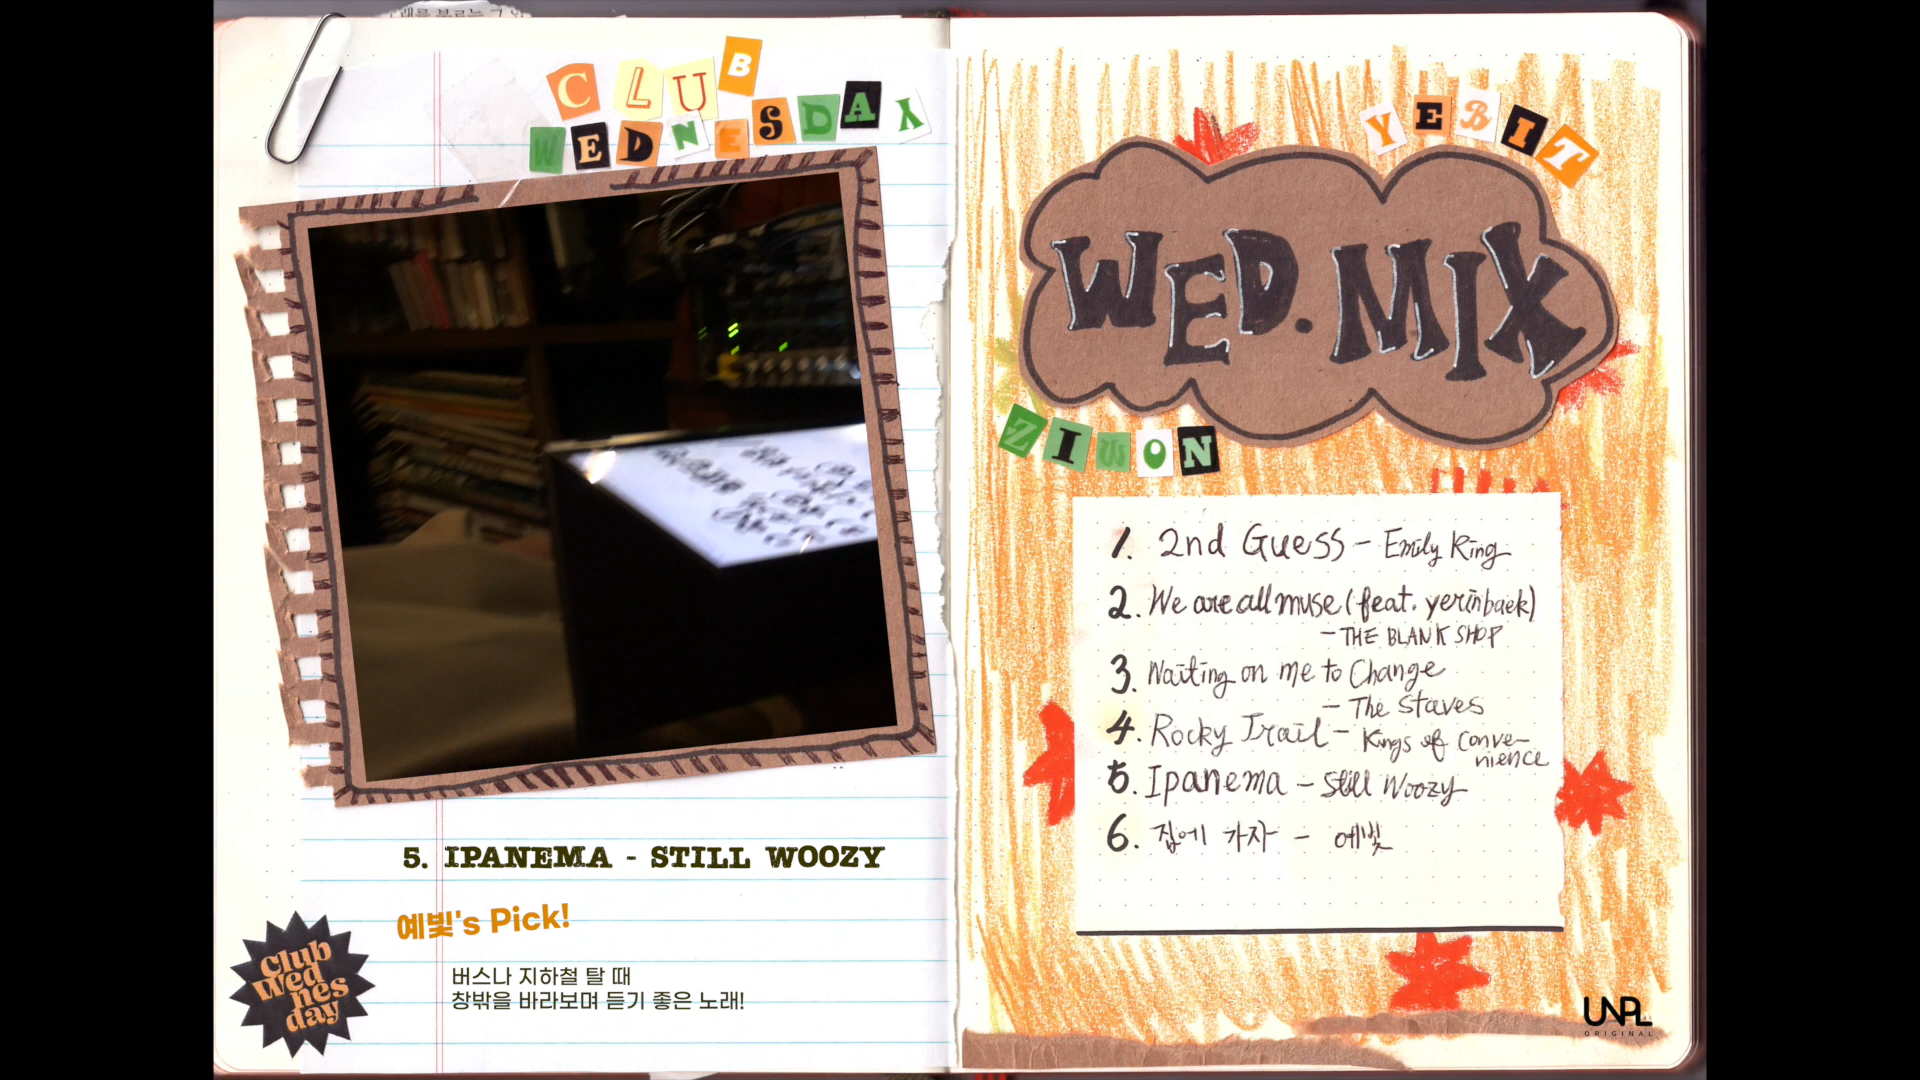 CLUB
WEDNESDAY
5. IPANEMA - STILL WOOZY
예빛's Pick!
버스나 지하철 탈 때
창밖을 바라보며 듣기 좋은 노래!
Club
Wed
nes
day
YEBIT
WED. MIX
ZIWON
1. 2nd Guess - Emily King
2. We are all muse (feat. yerinbaek)
- THE BLANK SHOP
3. Waiting on me to Change
- The Staves
4. Rocky Trail - Kings of Conve-
nience
5. Ipanema - Still Woozy
6. 집에 가자 - 예빛
UNPL
ORIGINAL